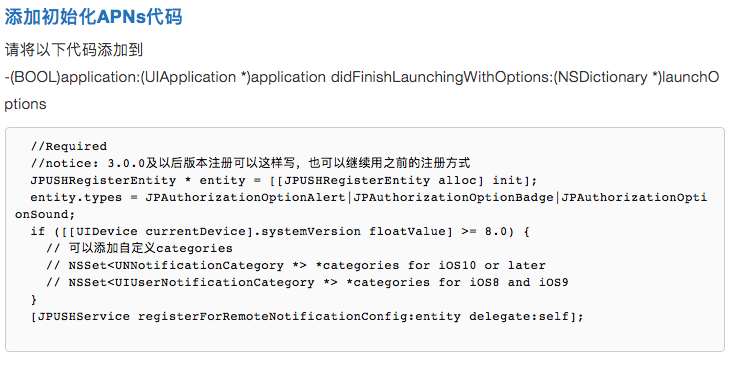 添加初始化APNs代码
请将以下代码添加到
-(BOOL)application:(UIApplication *)application didFinishLaunchingWithOptions:(NSDictionary *)launchO
ptions
//Required
//notice: 3.0.0及以后版本注册可以这样写，也可以继续用之前的注册方式
JPUSHRegisterEntity * entity = [[JPUSHRegisterEntity alloc] init];
entity.types = JPAuthorizationOptionAlert|JPAuthorizationOptionBadge|JPAuthorizationOpti
onSound;
if ([[UIDevice currentDevice].systemVersion floatValue] >= 8.0) {
// 可以添加自定义categories
// NSSet<UNNotificationCategory *> *categories for iOS10 or later
// NSSet<UIUserNotificationCategory *> *categories for iOS8 and iOS9
}
[JPUSHService registerForRemoteNotificationConfig:entity delegate:self];